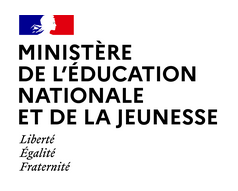 MINISTÈRE
DE L'ÉDUCATION
NATIONALE
ET DE LA JEUNESSE
Liberté
Égalité
Fraternité